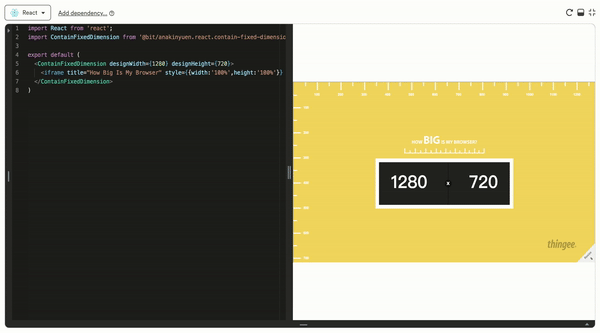 React
Add dependency...
1 import React from 'react';
2 import ContainFixedDimension from '@bit/anakinyuen.react.contain-fixed-dimensio
3
4 export default (
5 <ContainFixedDimension designWidth={1280} designHeight={720}>
6 <iframe title="How Big Is My Browser" style={{width:'100%',height:'100%'}}
7 </ContainFixedDimension>
8 )
HOW BIG IS MY BROWSER?
1280 x 720
thingee